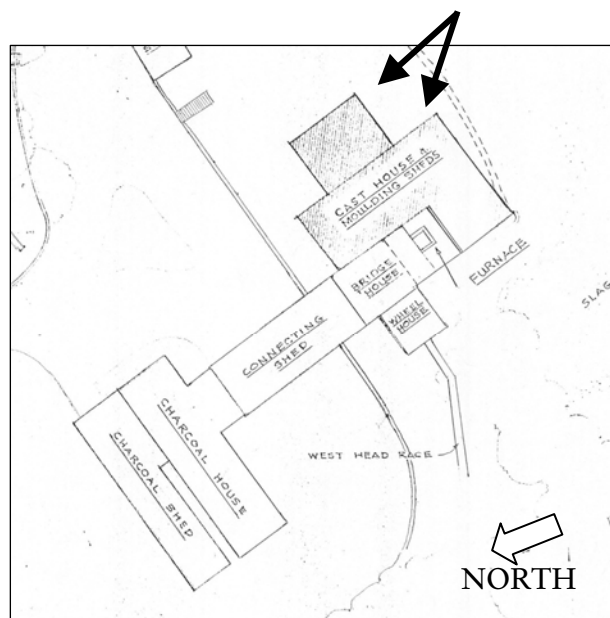 CAST HOUSE &
MOULDING SHEDS
BRIDGE
HOUSE
FURNACE
WHEEL
HOUSE
SLAG
CONNECTING
SHED
CHARCOAL HOUSE
CHARCOAL SHED
WEST HEAD RACE
NORTH